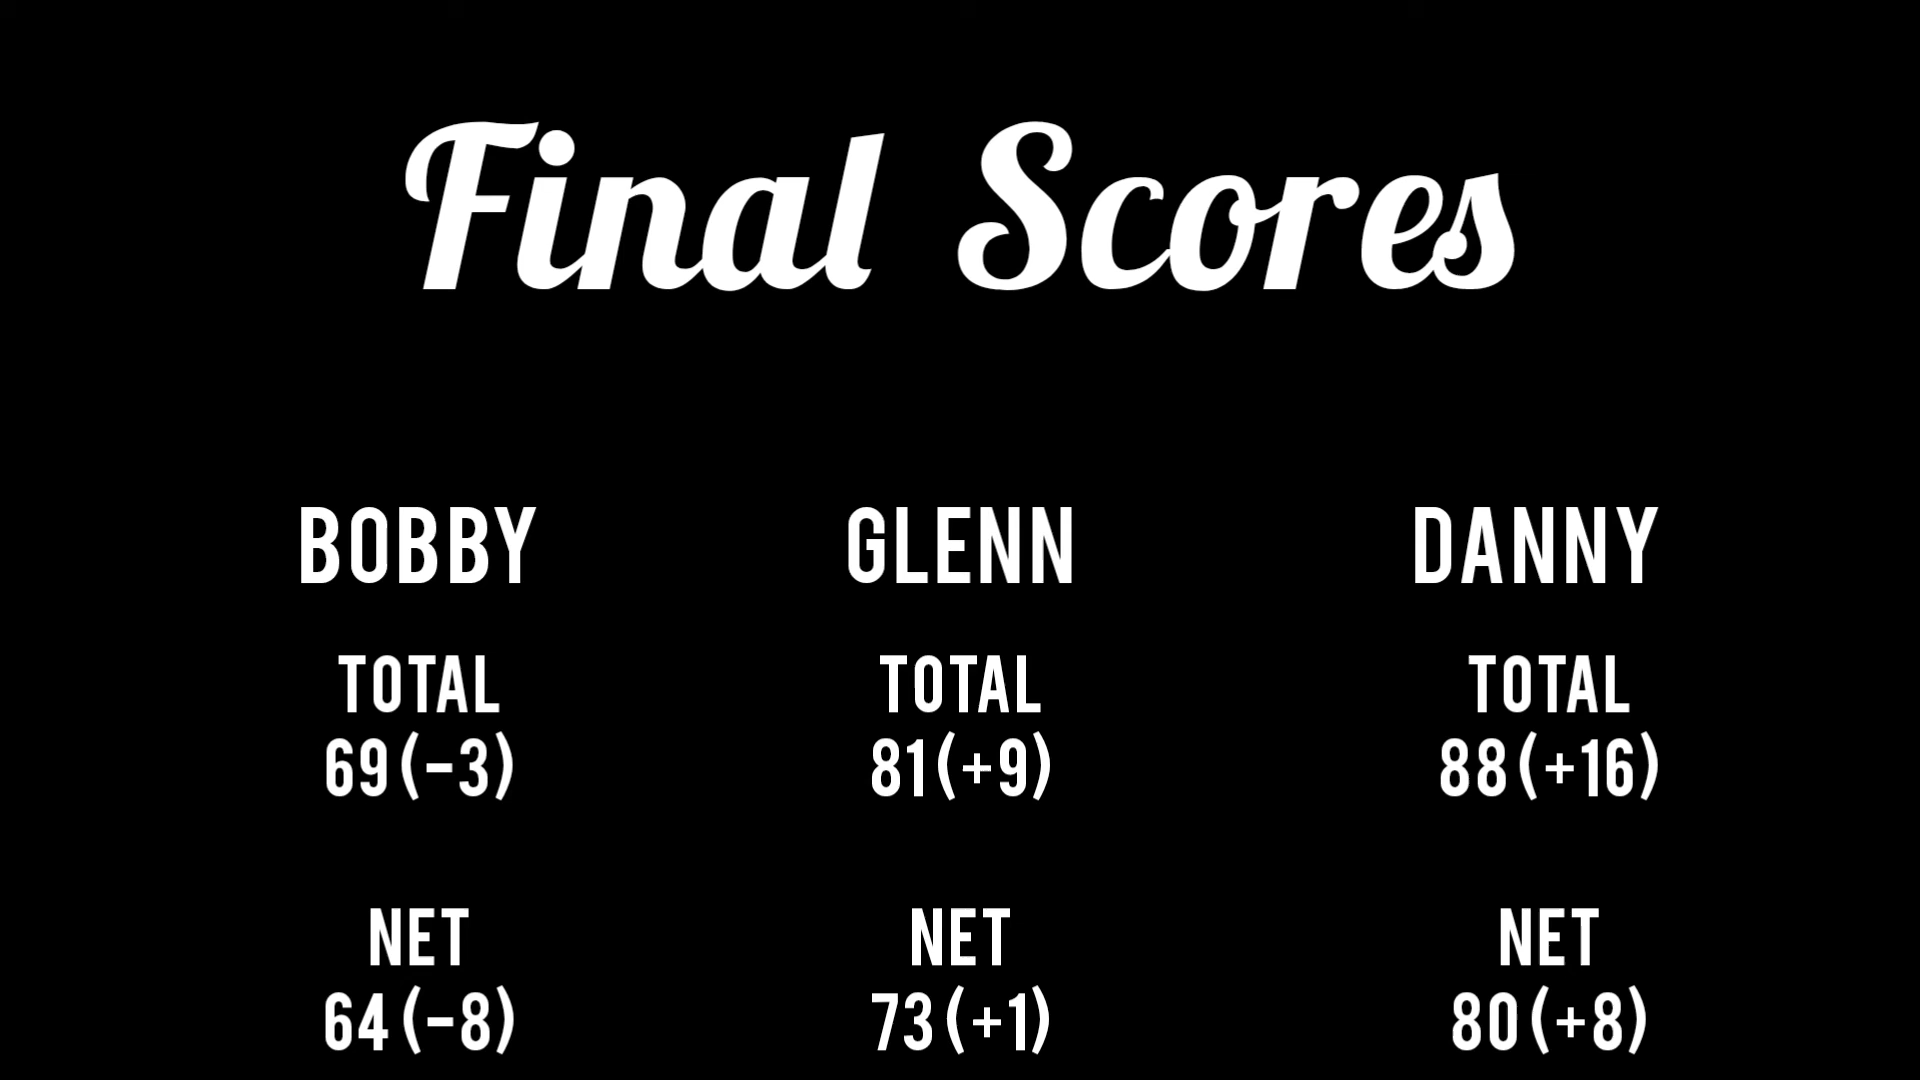 Final Scores
BOBBY
TOTAL
69(-3)
NET
64(-8)
GLENN
TOTAL
81(+9)
NET
73(+1)
DANNY
TOTAL
88(+16)
NET
80(+8)